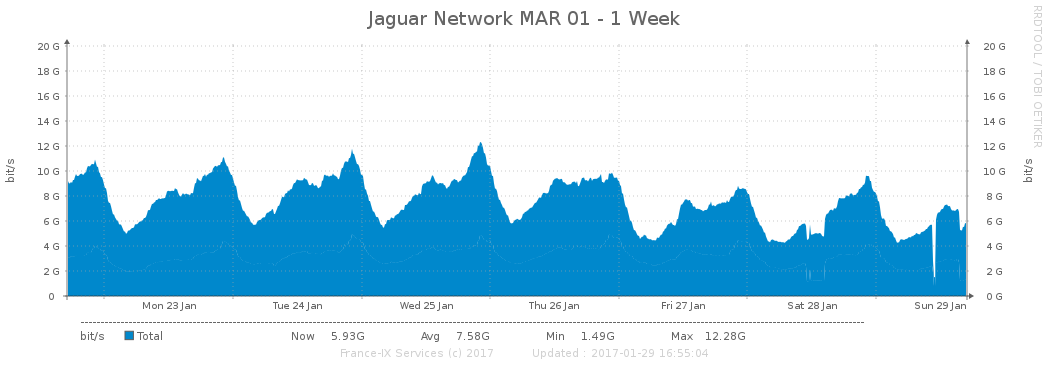 Jaguar Network MAR 01 - 1 Week
RRDTOOL / TOBI OETIKER
bit/s
20 G 20 G
18 G 18 G
16 G 16 G
14 G 14 G
12 G 12 G
10 G 10 G
8 G 8 G
6 G 6 G
4 G 4 G
2 G 2 G
0 0 G
bit/s
Mon 23 Jan Tue 24 Jan Wed 25 Jan Thu 26 Jan Fri 27 Jan Sat 28 Jan Sun 29 Jan
bit/s Total Now 5.93G Avg 7.58G Min 1.49G Max 12.28G
France-IX Services (c) 2017 Updated : 2017-01-29 16:55:04